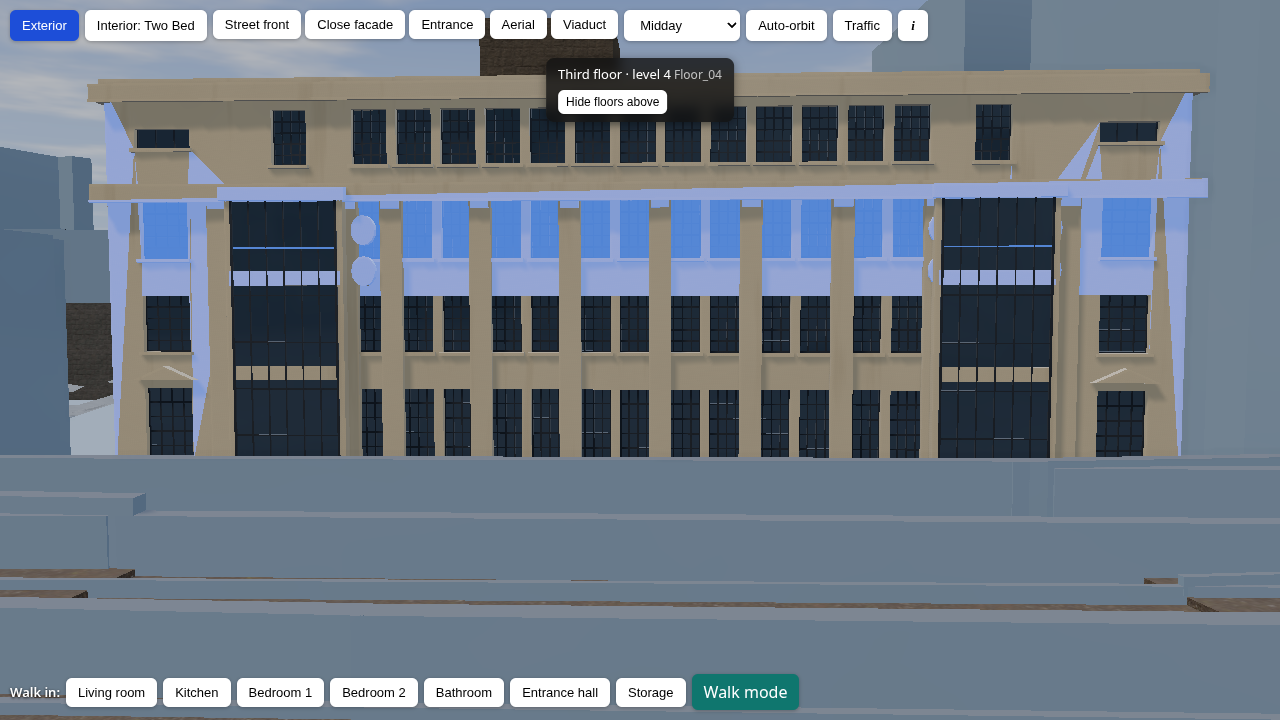 Exterior
Interior: Two Bed
Street front
Close facade
Entrance
Aerial
Viaduct
Midday
Auto-orbit
Traffic
i
Third floor · level 4 Floor_04
Hide floors above
Walk in:
Living room
Kitchen
Bedroom 1
Bedroom 2
Bathroom
Entrance hall
Storage
Walk mode